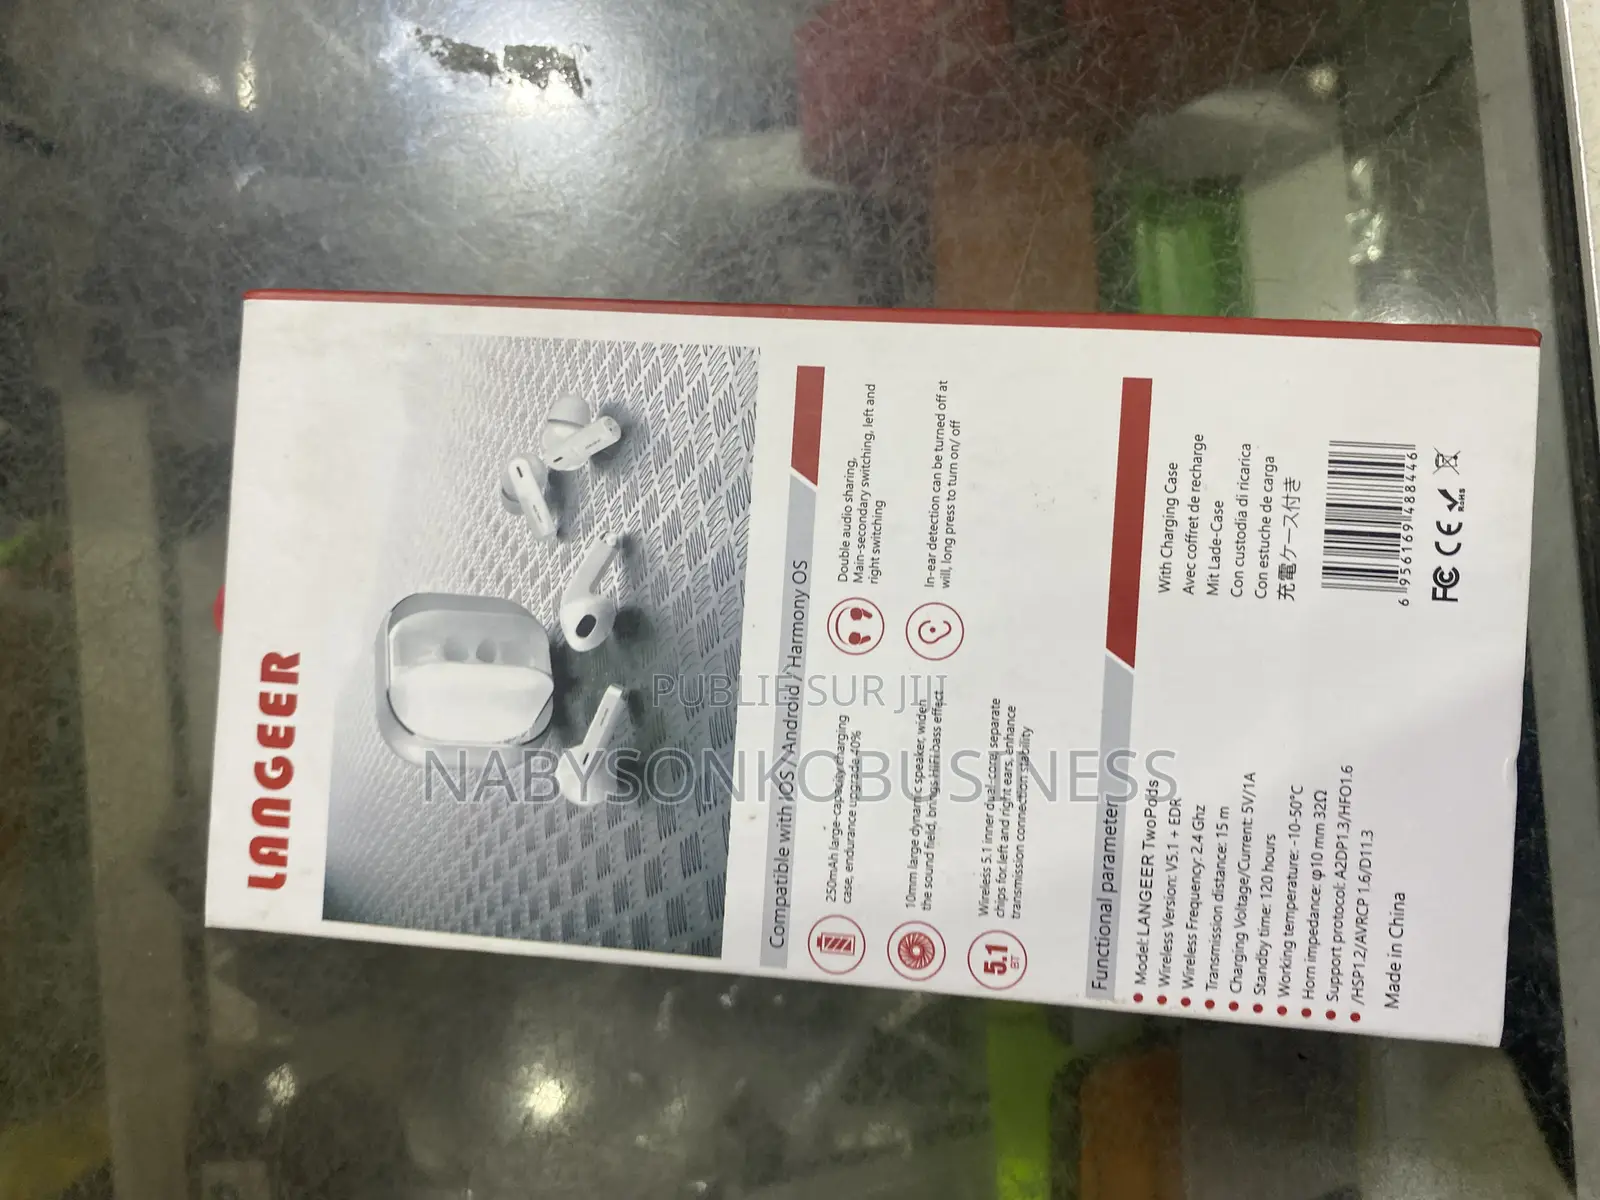 LANGEER
Compatible with iOS / Android / Harmony OS
250mAh large-capacity charging
case, endurance upgrade 40%
Double audio sharing,
Main-secondary switching, left and
right switching
10mm large dynamic speaker, widen
the sound field, brings HiFi bass effect
In-ear detection can be turned off at
will, long press to turn on/ off
5.1
BT
Wireless 5.1 inner dual-core, separate
chips for left and right ears, enhance
transmission connection stability
Functional parameter
• Model: LANGEER TwoPods
• Wireless Version: V5.1 + EDR
• Wireless Frequency: 2.4 Ghz
• Transmission distance: 15 m
• Charging Voltage/Current: 5V/1A
• Standby time: 120 hours
• Working temperature: -10-50°C
• Horn impedance: φ10 mm 32Ω
• Support protocol: A2DP1.3/HFO1.6
• /HSP1.2/AVRCP 1.6/D11.3
Made in China
With Charging Case
Avec coffret de recharge
Mit Lade-Case
Con custodia di ricarica
Con estuche de carga
充電ケース付き
6 956169 488446
FC CE RoHS
PUBLIÉ SUR JIJI
NABYSONKOBUSINESS